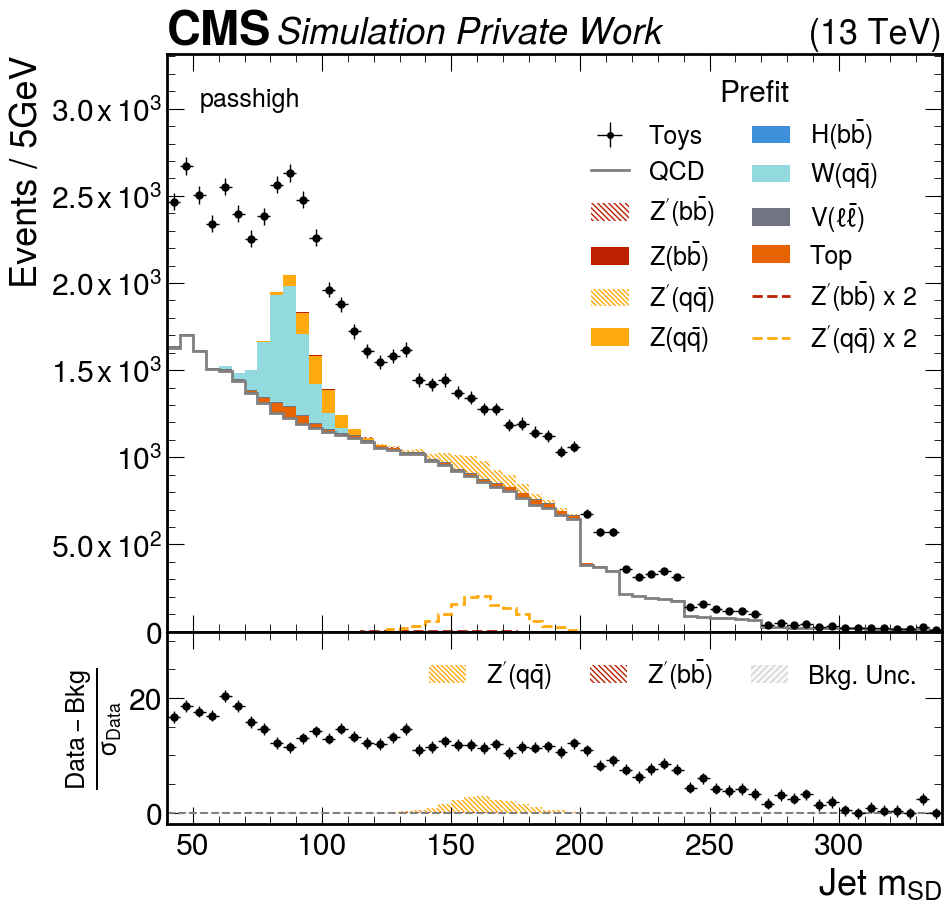 CMS Simulation Private Work (13 TeV)
Events / 5GeV
passhigh
Prefit
Toys
QCD
Z′(bb̄)
Z(bb̄)
Z′(qq̄)
Z(qq̄)
H(bb̄)
W(qq̄)
V(ℓℓ̄)
Top
Z′(bb̄) x 2
Z′(qq̄) x 2
3.0 x 10³
2.5 x 10³
2.0 x 10³
1.5 x 10³
10³
5.0 x 10²
0
Data – Bkg
σData
Z′(qq̄) Z′(bb̄) Bkg. Unc.
20
0
50 100 150 200 250 300
Jet mSD